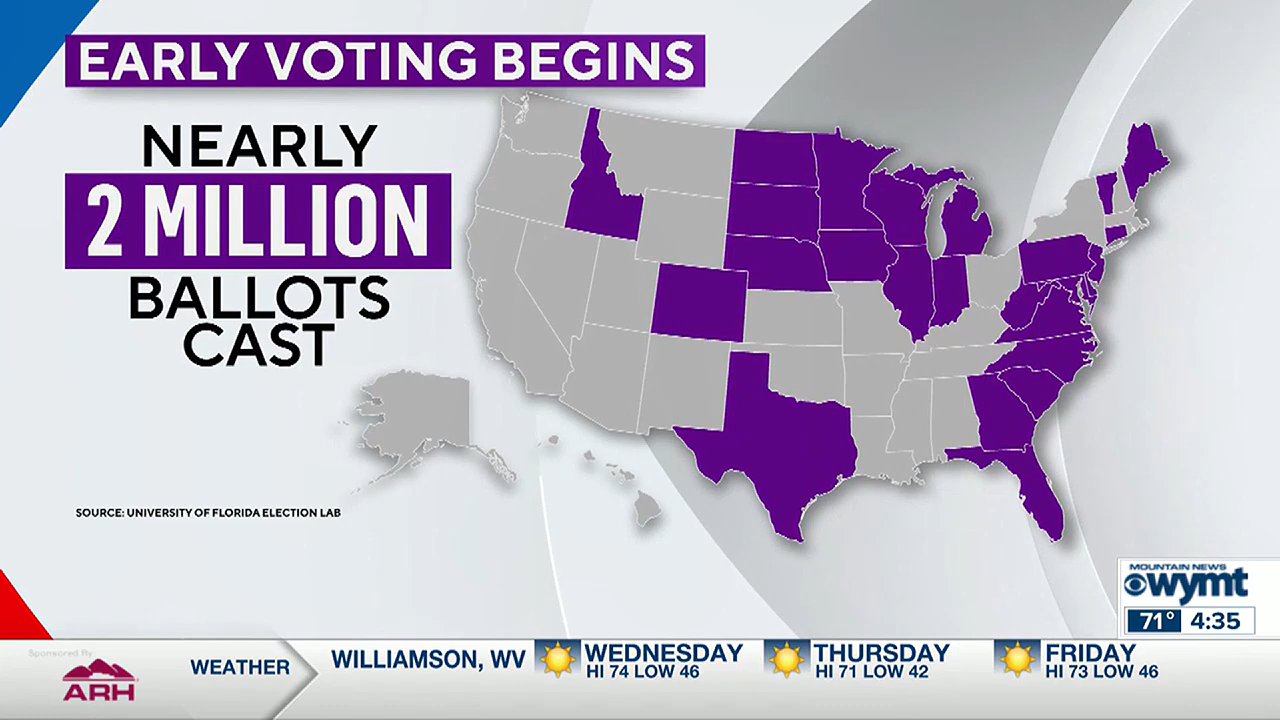 EARLY VOTING BEGINS
NEARLY
2 MILLION
BALLOTS
CAST
SOURCE: UNIVERSITY OF FLORIDA ELECTION LAB
MOUNTAIN NEWS
wymt
71° 4:35
Sponsored By
ARH
WEATHER
WILLIAMSON, WV
WEDNESDAY
HI 74 LOW 46
THURSDAY
HI 71 LOW 42
FRIDAY
HI 73 LOW 46